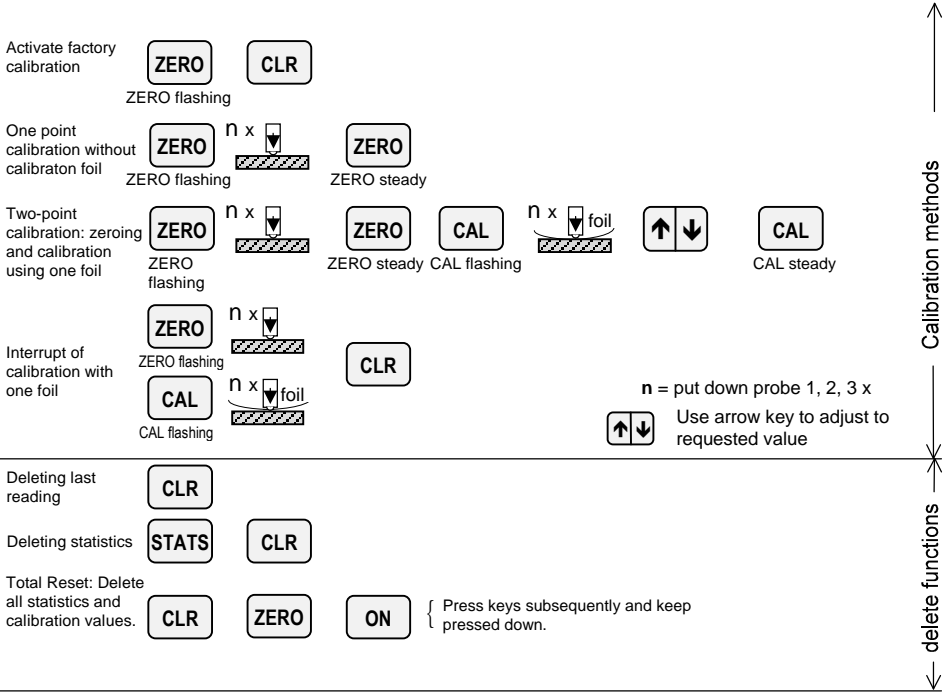 Activate factory
calibration
ZERO CLR
ZERO flashing
One point
calibration without
calibraton foil
ZERO n x ZERO
ZERO flashing ZERO steady
Two-point
calibration: zeroing
and calibration
using one foil
ZERO n x ZERO CAL n x foil CAL
ZERO
flashing
ZERO steady CAL flashing CAL steady
Interrupt of
calibration with
one foil
ZERO n x
ZERO flashing
CAL n x foil
CAL flashing
CLR
n = put down probe 1, 2, 3 x
Use arrow key to adjust to
requested value
Calibration methods
Deleting last
reading
CLR
Deleting statistics
STATS CLR
Total Reset: Delete
all statistics and
calibration values.
CLR ZERO ON
{ Press keys subsequently and keep
{ pressed down.
delete functions